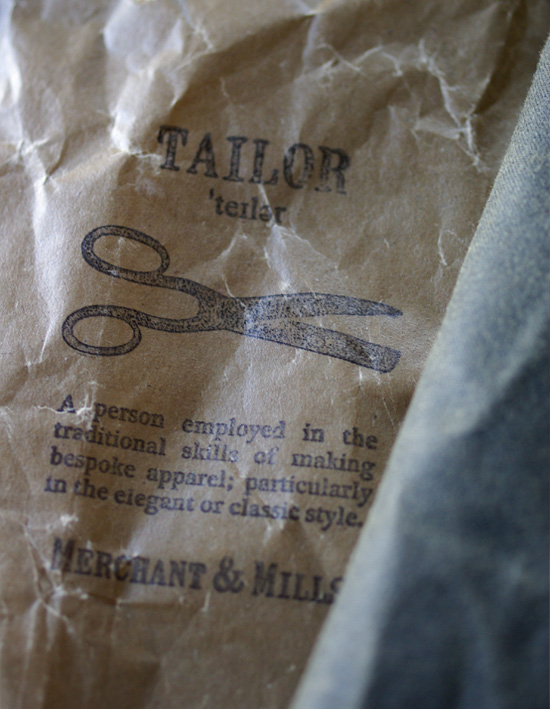 TAILOR
'teɪlər
A person employed in the
traditional skills of making
bespoke apparel; particularly
in the elegant or classic style.
MERCHANT & MILLS